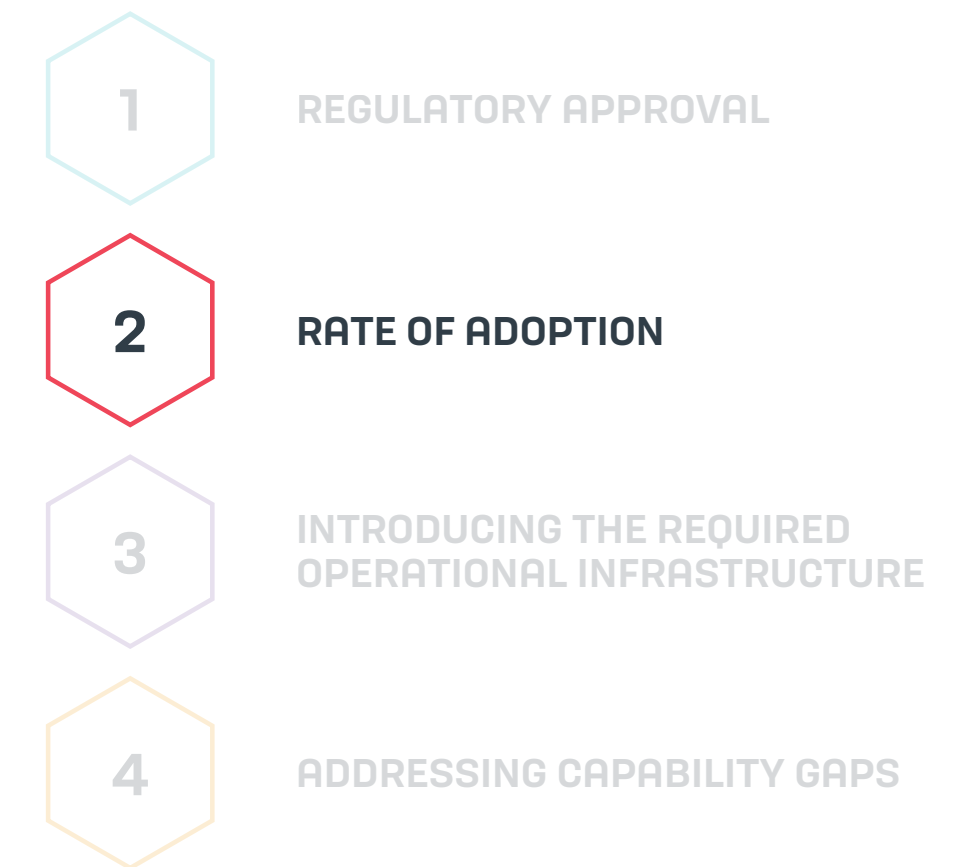 1
REGULATORY APPROVAL
2
RATE OF ADOPTION
3
INTRODUCING THE REQUIRED
OPERATIONAL INFRASTRUCTURE
4
ADDRESSING CAPABILITY GAPS